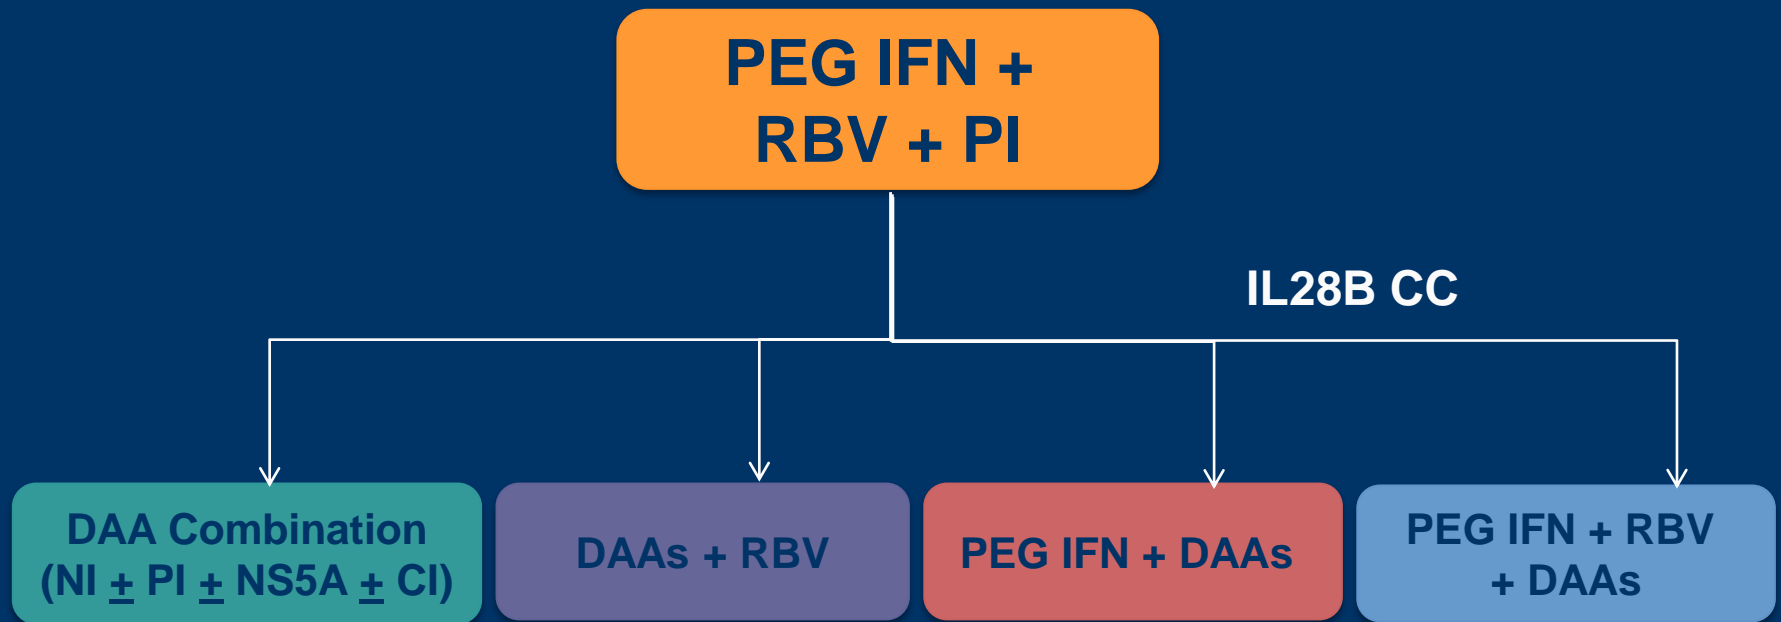 PEG IFN +
RBV + PI
IL28B CC
DAA Combination
(NI ± PI ± NS5A ± CI)
DAAs + RBV
PEG IFN + DAAs
PEG IFN + RBV
+ DAAs